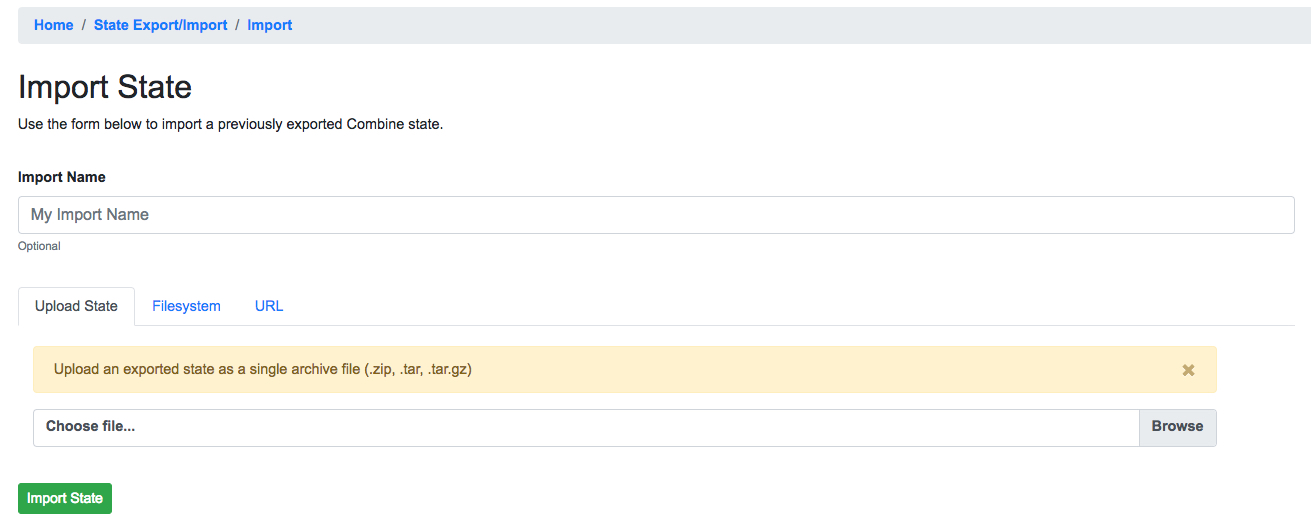 Home / State Export/Import / Import
Import State
Use the form below to import a previously exported Combine state.
Import Name
My Import Name
Optional
Upload State Filesystem URL
Upload an exported state as a single archive file (.zip, .tar, .tar.gz) ✖
Choose file... Browse
Import State